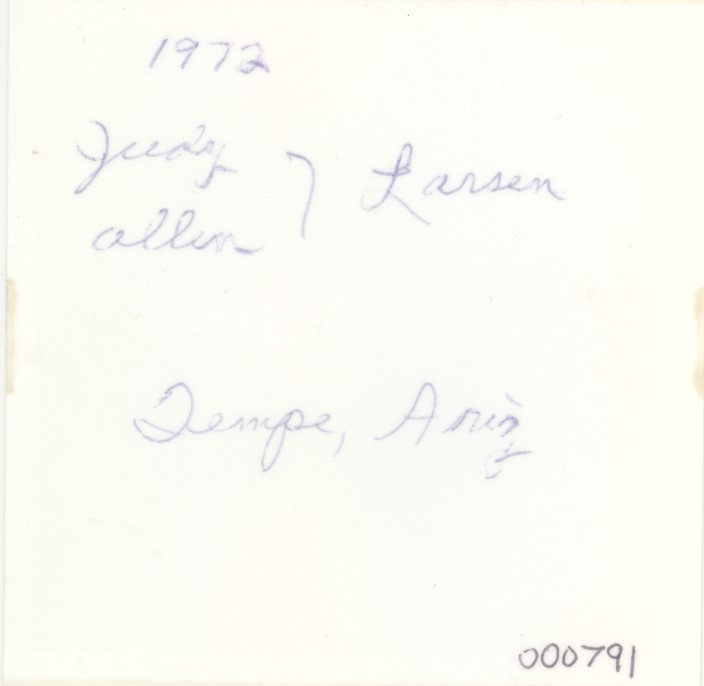 1972
Judy
allen } Larsen
Tempe, Ariz
000791